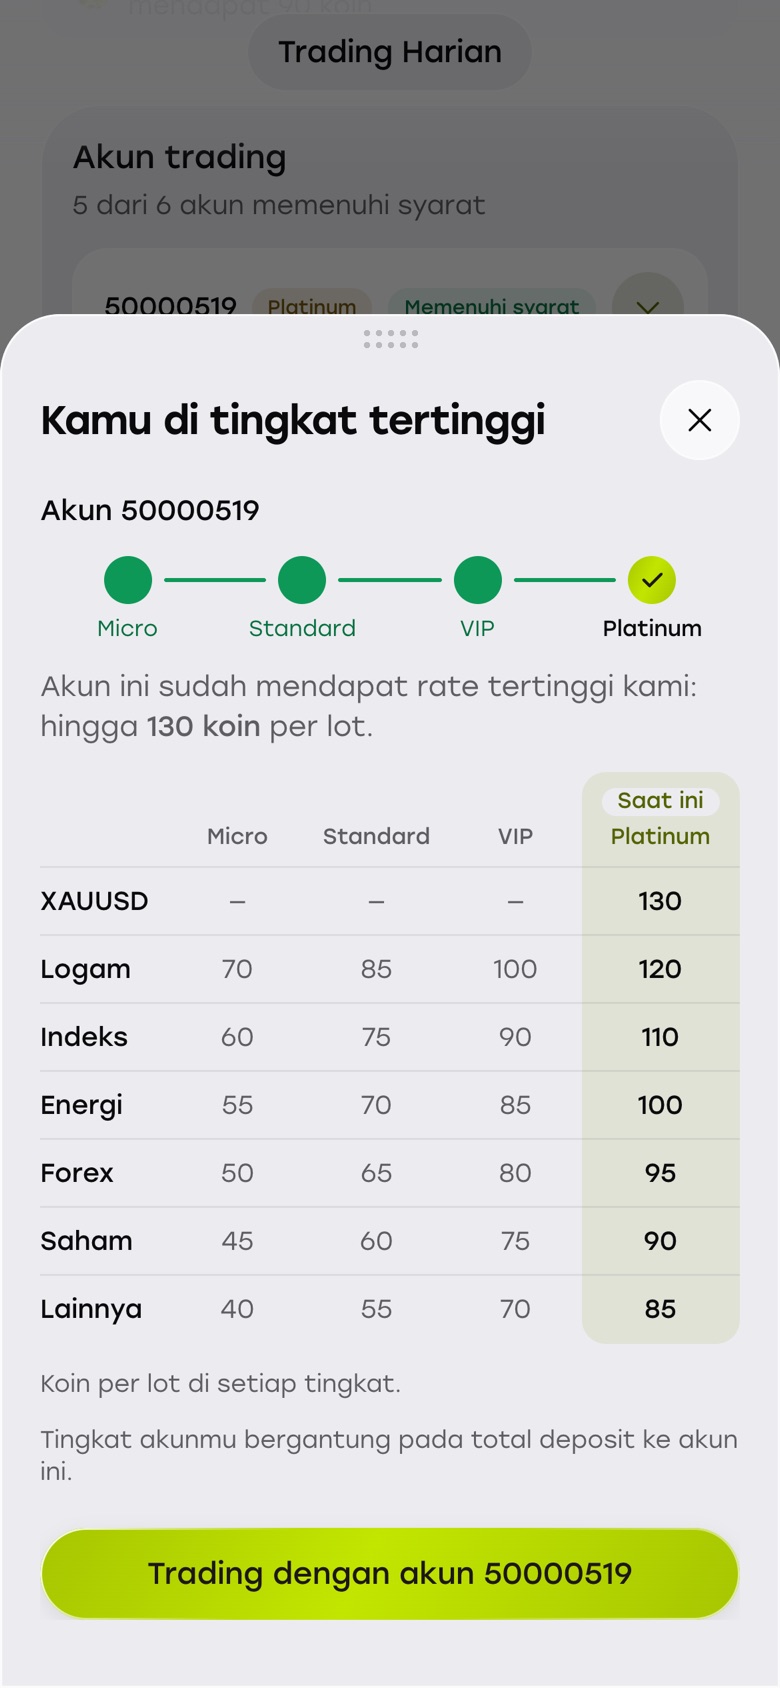 mendapat 90 koin
Trading Harian
Akun trading
5 dari 6 akun memenuhi syarat
50000519 Platinum Memenuhi syarat
Kamu di tingkat tertinggi
Akun 50000519
Micro Standard VIP Platinum
Akun ini sudah mendapat rate tertinggi kami:
hingga 130 koin per lot.
Saat ini
Micro Standard VIP Platinum
XAUUSD – – – 130
Logam 70 85 100 120
Indeks 60 75 90 110
Energi 55 70 85 100
Forex 50 65 80 95
Saham 45 60 75 90
Lainnya 40 55 70 85
Koin per lot di setiap tingkat.
Tingkat akunmu bergantung pada total deposit ke akun
ini.
Trading dengan akun 50000519